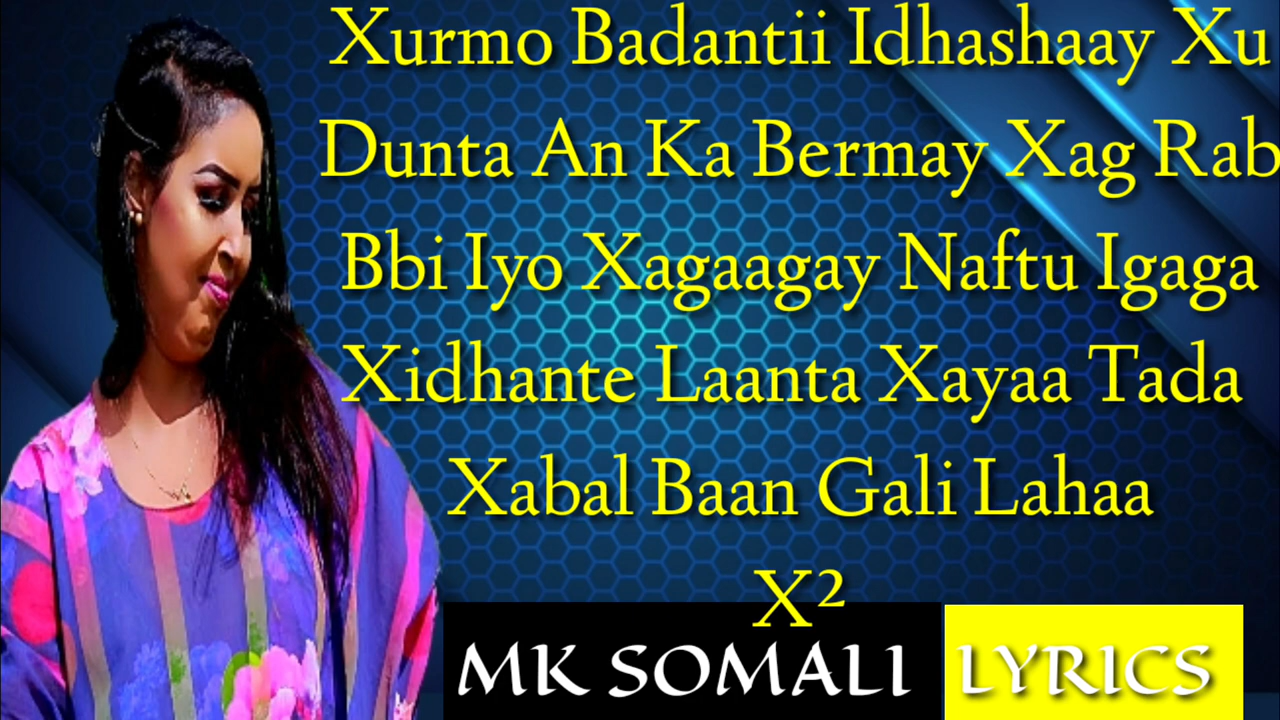 Xurmo Badantii Idhashaay Xu
Dunta An Ka Bermay Xag Rab
Bbi Iyo Xagaagay Naftu Igaga
Xidhante Laanta Xayaa Tada
Xabal Baan Gali Lahaa
X²
MK SOMALI LYRICS